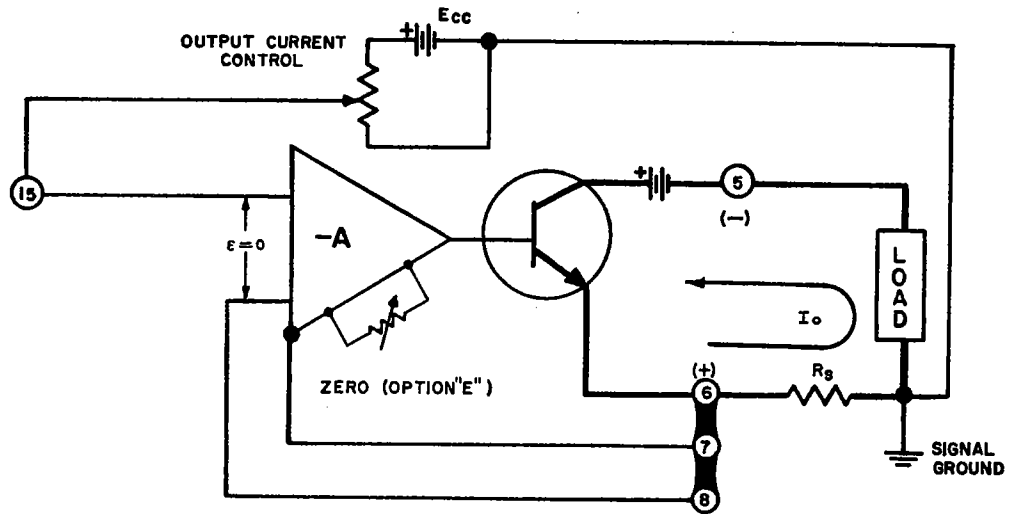 Ecc
+
OUTPUT CURRENT
CONTROL
15
ε=0
-A
+
5
(-)
LOAD
Io
ZERO (OPTION"E")
(+)
6
Rs
7
8
SIGNAL
GROUND